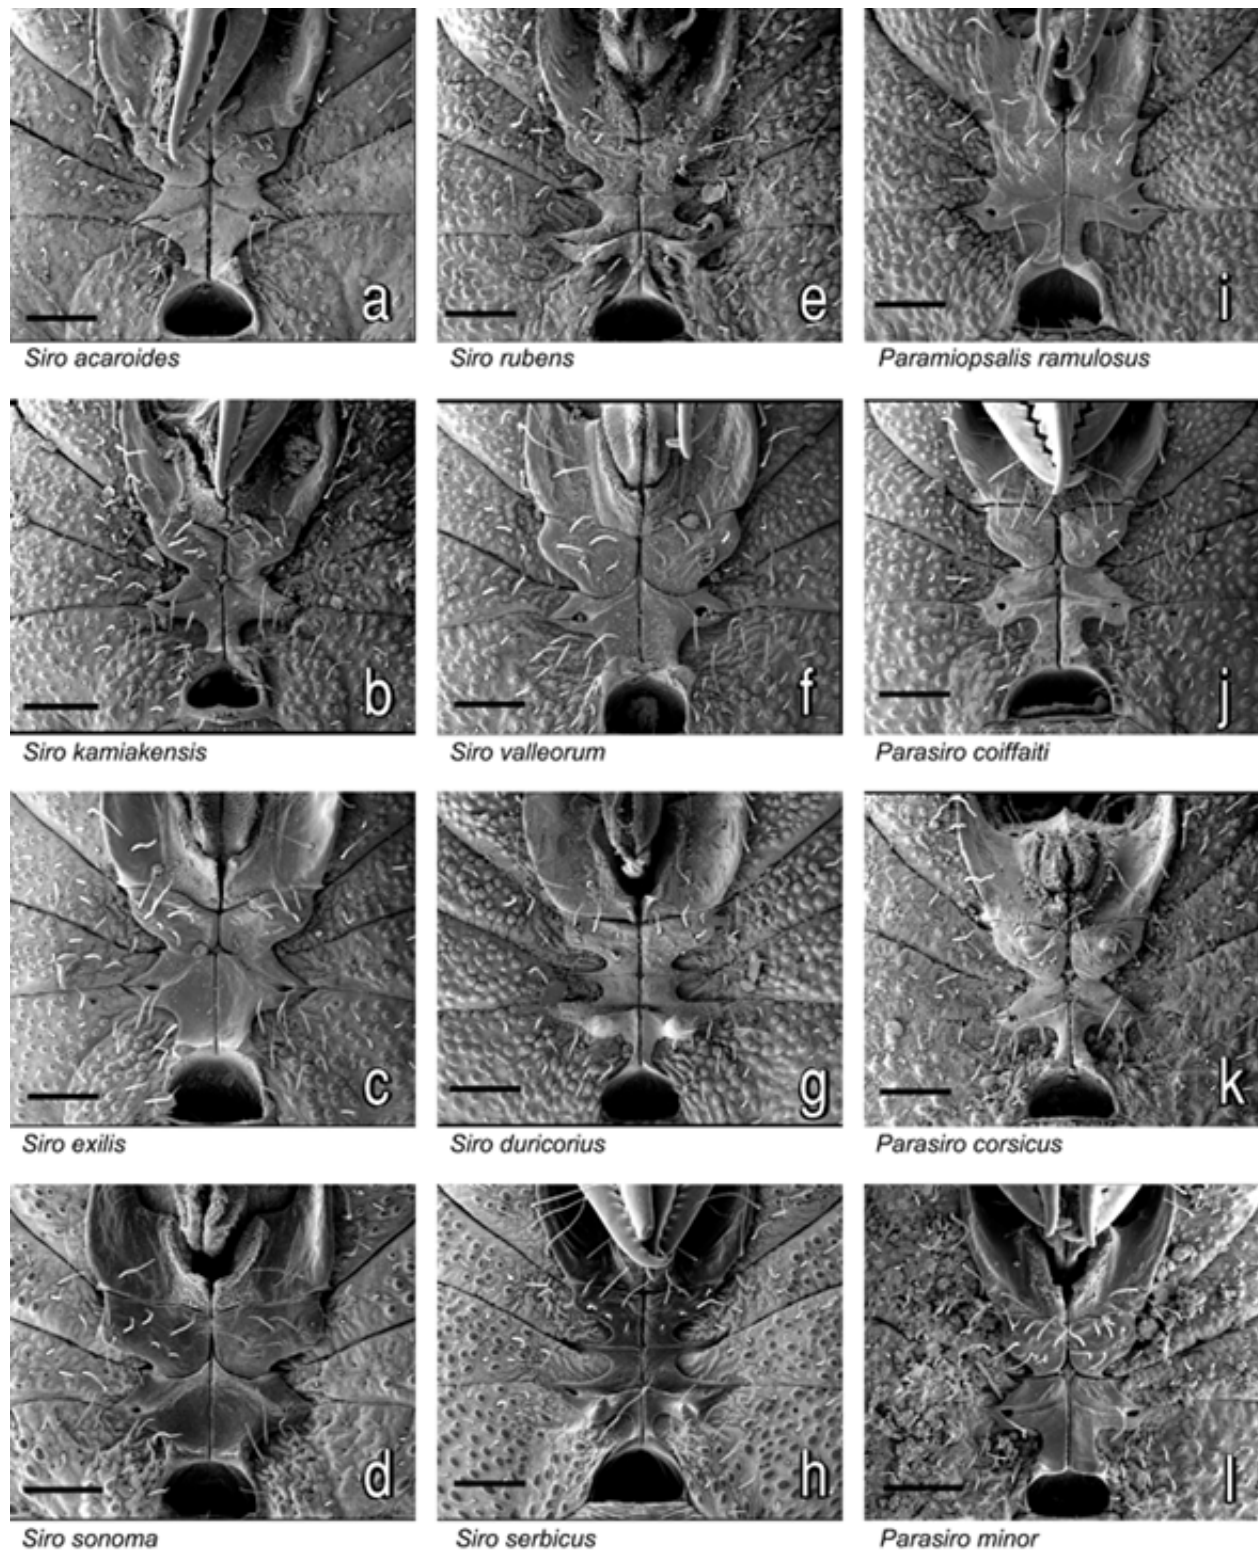 a
Siro acaroides
e
Siro rubens
i
Paramiopsalis ramulosus
b
Siro kamiakensis
f
Siro valleorum
j
Parasiro coiffaiti
c
Siro exilis
g
Siro duricorius
k
Parasiro corsicus
d
Siro sonoma
h
Siro serbicus
l
Parasiro minor